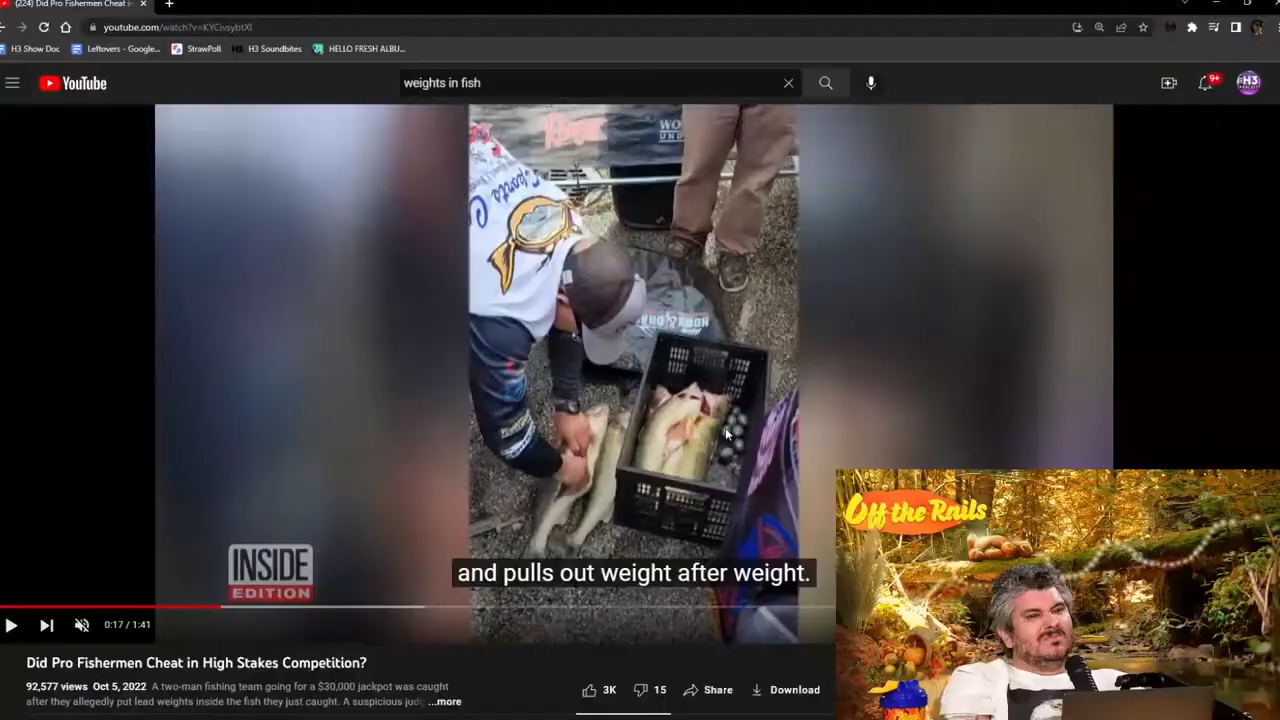 (224) Did Pro Fishermen Cheat in
youtube.com/watch?v=KYCivsybtXI
H3 Show Doc
Leftovers - Google...
StrawPoll
H3 Soundbites
HELLO FRESH ALBU...
YouTube
weights in fish
9+
H3
PODCAST
Off the Rails
INSIDE
EDITION
and pulls out weight after weight.
0:17 / 1:41
Did Pro Fishermen Cheat in High Stakes Competition?
92,577 views Oct 5, 2022 A two-man fishing team going for a $30,000 jackpot was caught
after they allegedly put lead weights inside the fish they just caught. A suspicious jud ...more
3K
15
Share
Download